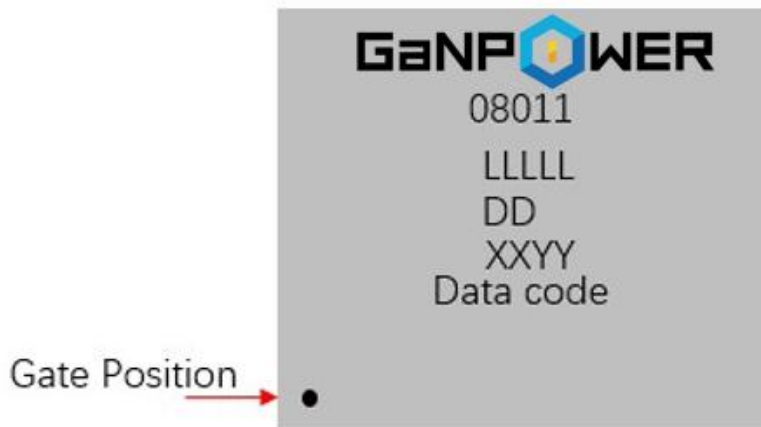 GaNPOWER
08011
LLLLL
DD
XXYY
Data code
Gate Position